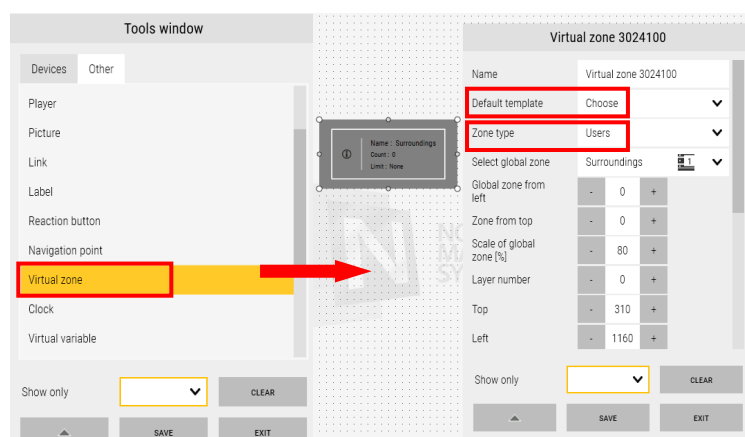 Tools window
Devices Other
Player
Picture
Link
Label
Reaction button
Navigation point
Virtual zone
Clock
Virtual variable
Show only
CLEAR
SAVE EXIT
Name : Surroundings
Count : 0
Limit : None
Virtual zone 3024100
Name Virtual zone 3024100
Default template Choose
Zone type Users
Select global zone Surroundings 1
Global zone from
left - 0 +
Zone from top - 0 +
Scale of global
zone [%] - 80 +
Layer number - 0 +
Top - 310 +
Left - 1160 +
Show only CLEAR
SAVE EXIT